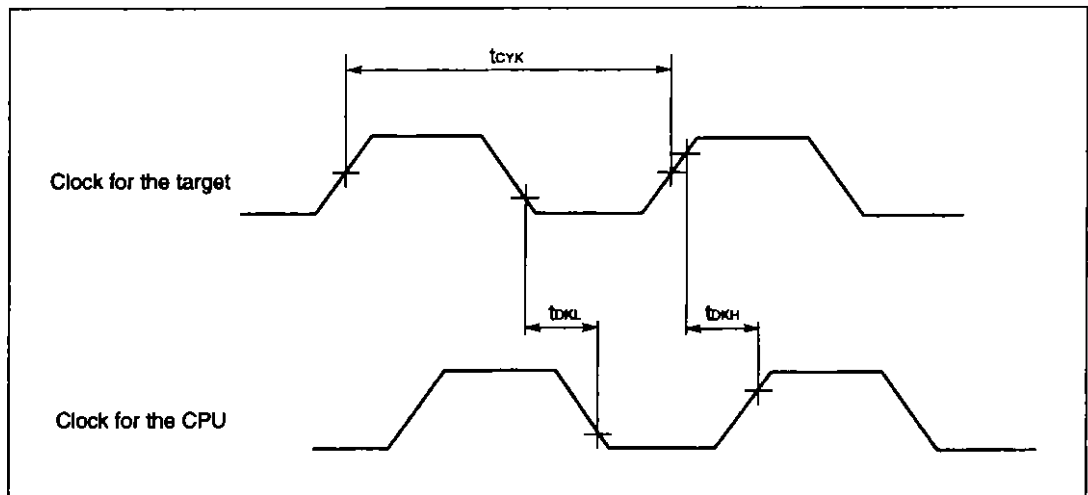 tCYK
Clock for the target
tDKL
tDKH
Clock for the CPU